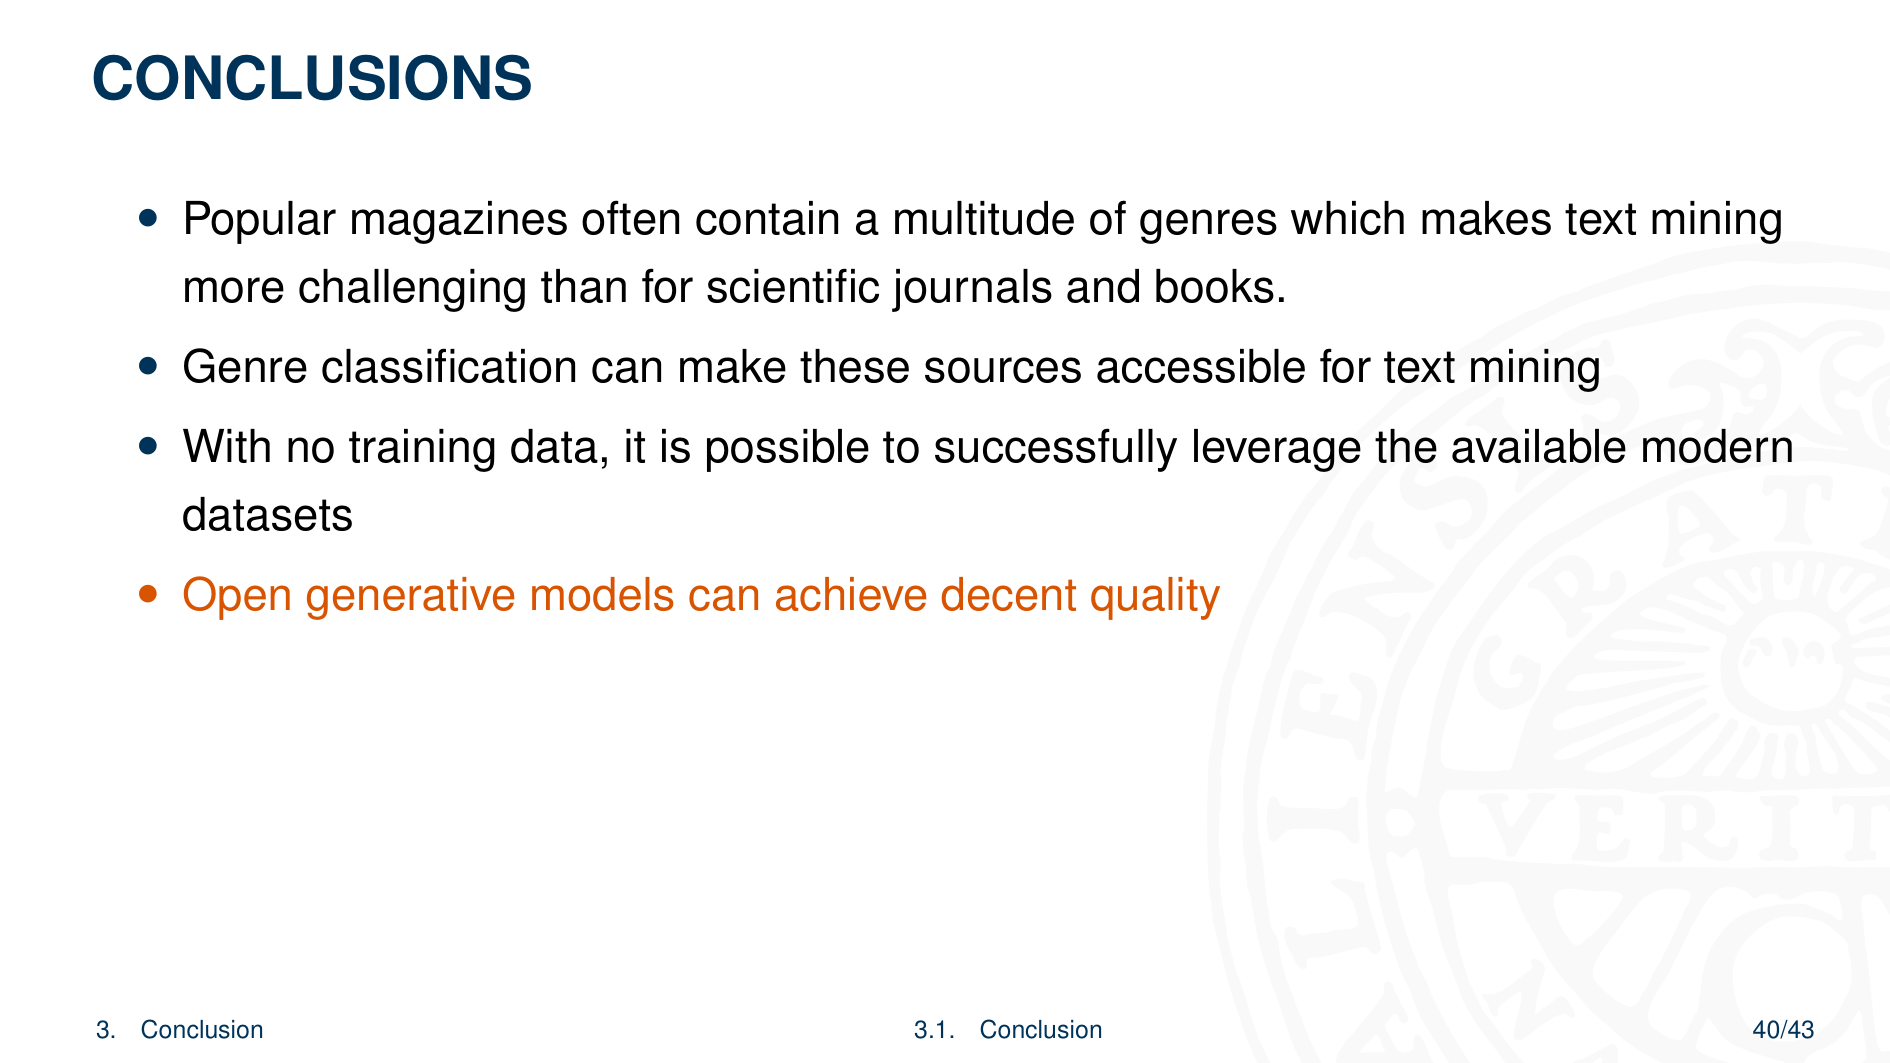 CONCLUSIONS
• Popular magazines often contain a multitude of genres which makes text mining
more challenging than for scientific journals and books.
• Genre classification can make these sources accessible for text mining
• With no training data, it is possible to successfully leverage the available modern
datasets
• Open generative models can achieve decent quality
IENSIS
GRATI
VERIT
3. Conclusion 3.1. Conclusion 40/43